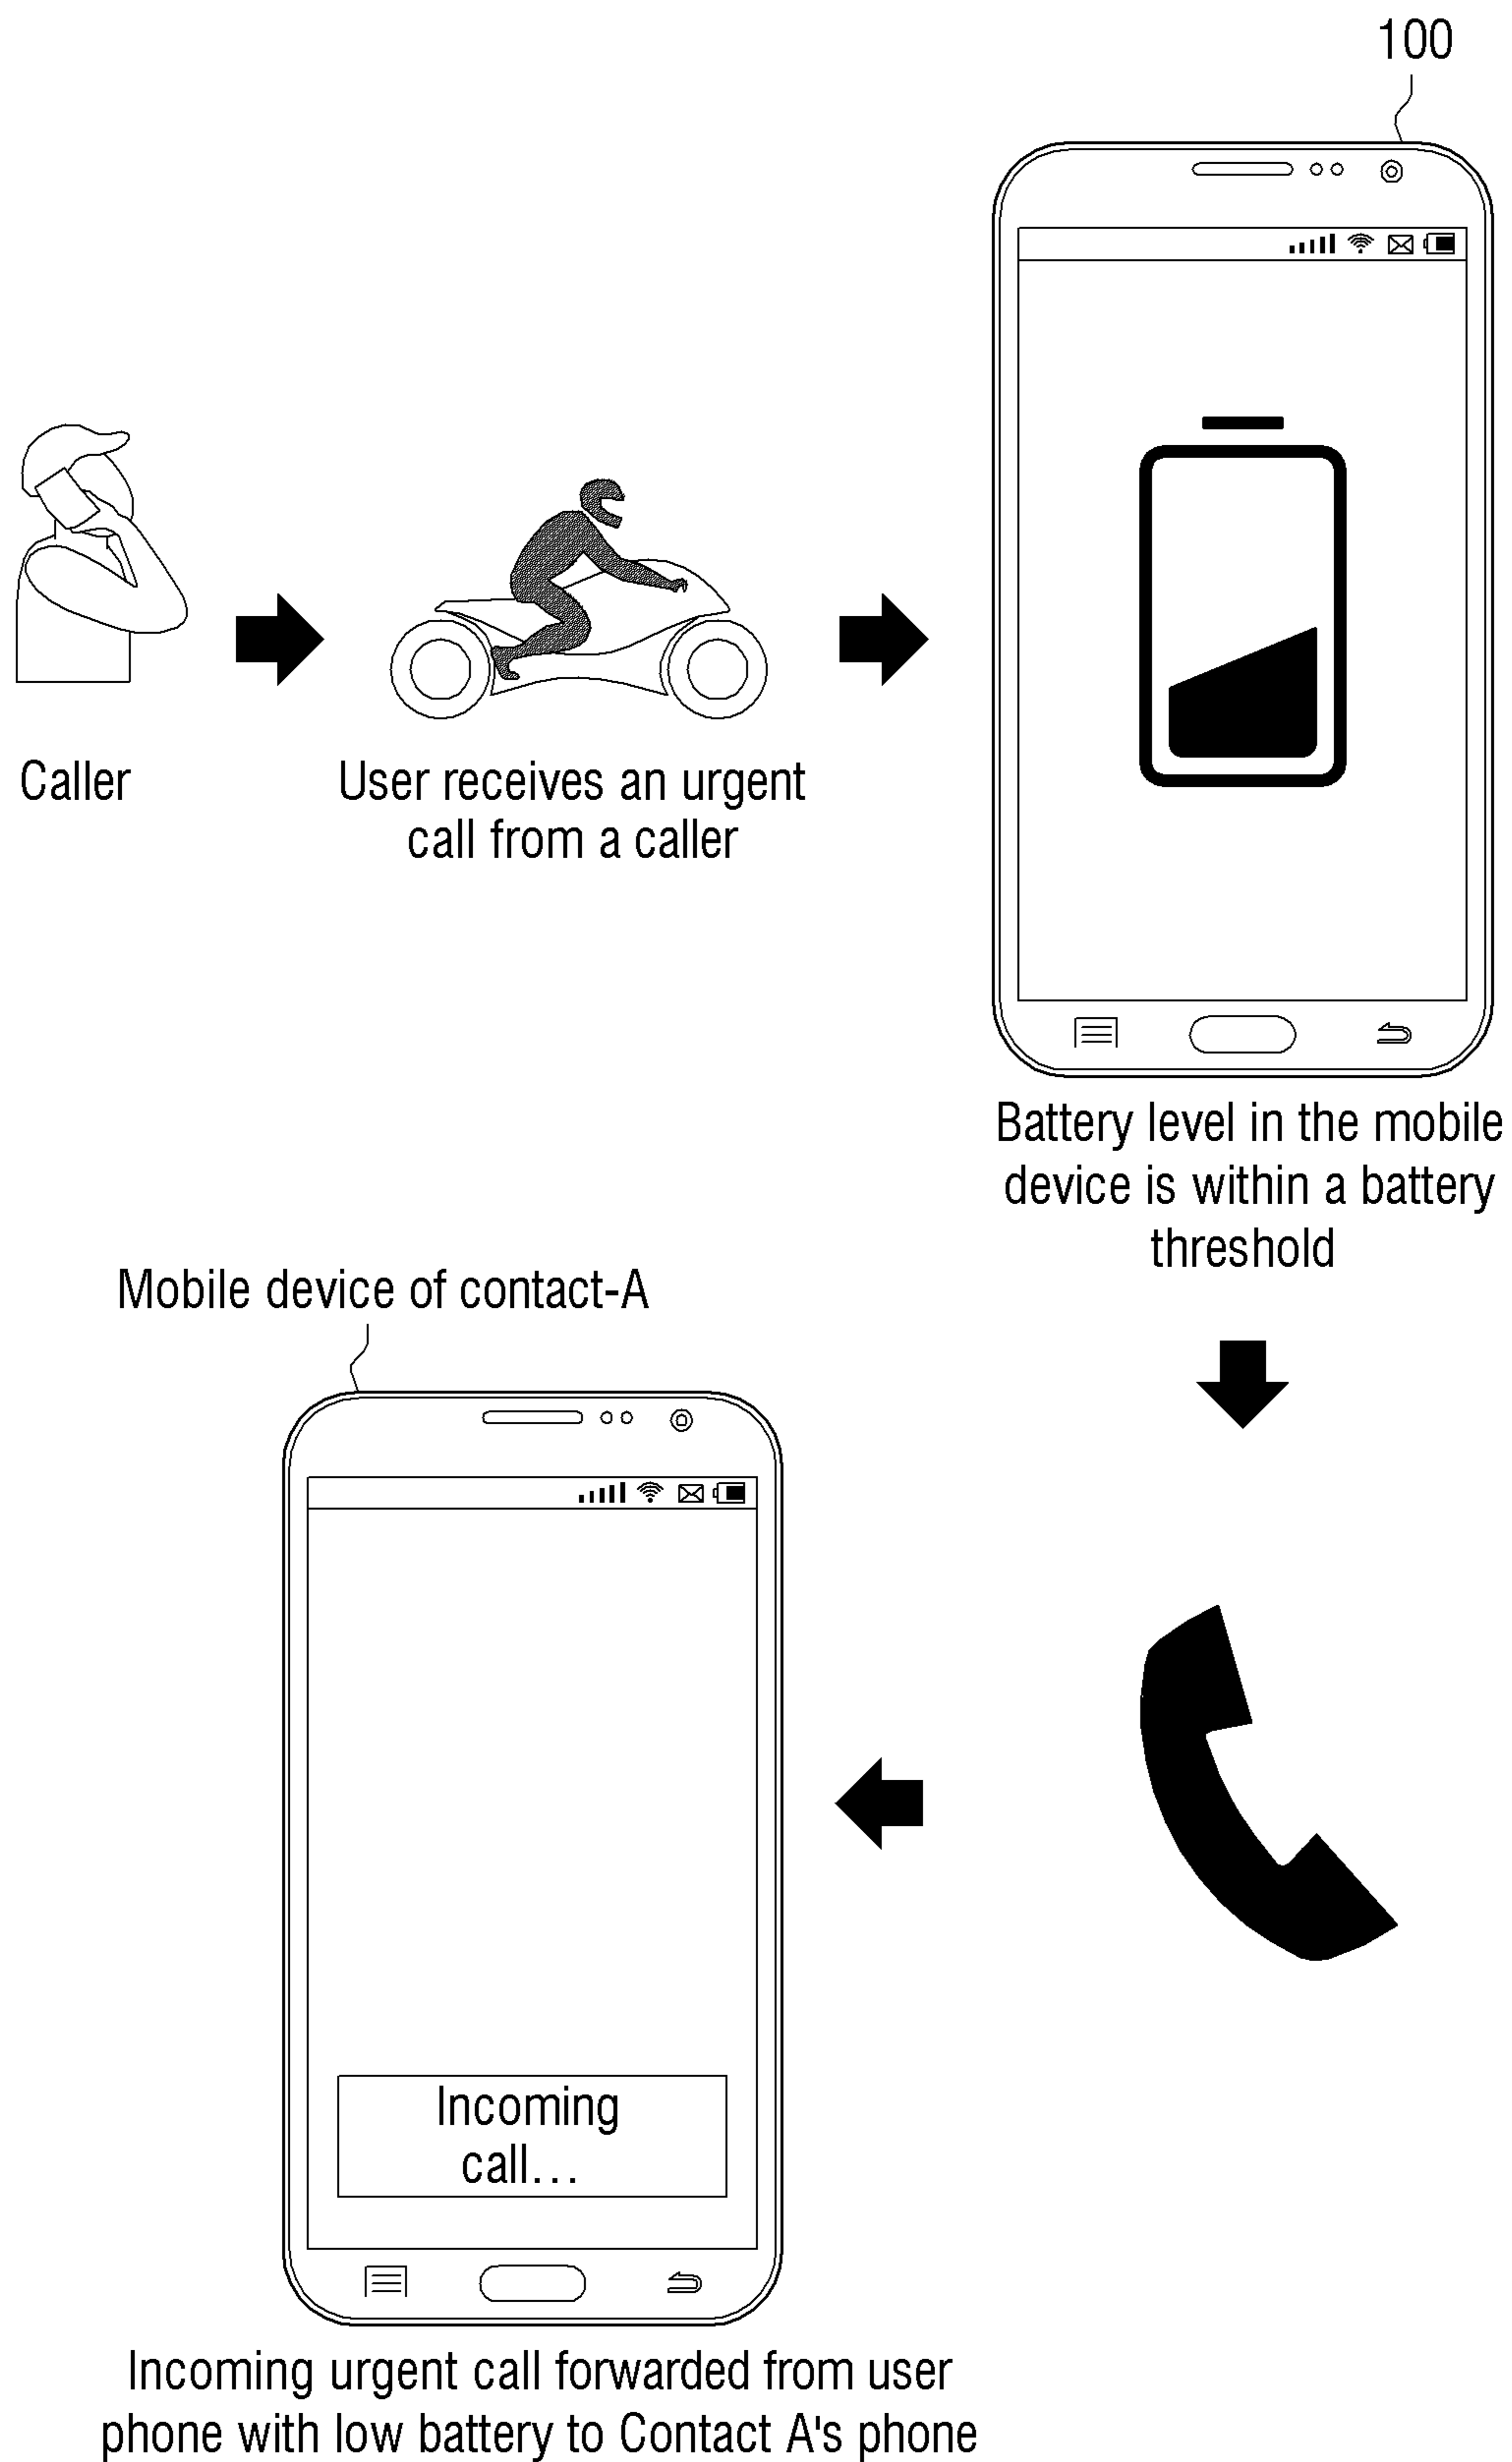 100
Caller
User receives an urgent
call from a caller
Battery level in the mobile
device is within a battery
threshold
Mobile device of contact-A
Incoming
call...
Incoming urgent call forwarded from user
phone with low battery to Contact A's phone